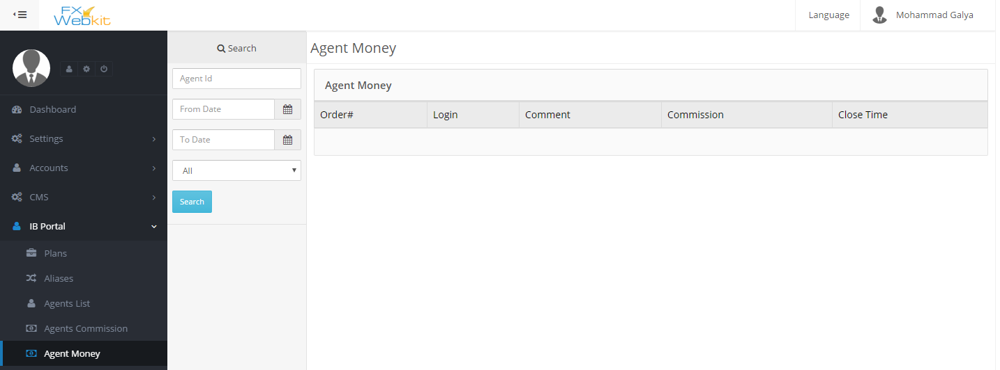 FX
Webkit
Language
Mohammad Galya
Dashboard
Settings
Accounts
CMS
IB Portal
Plans
Aliases
Agents List
Agents Commission
Agent Money
Search
Agent Id
From Date
To Date
All
Search
Agent Money
Agent Money
Order# Login Comment Commission Close Time